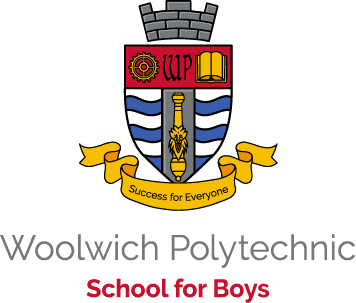 WP
Success for Everyone
Woolwich Polytechnic
School for Boys